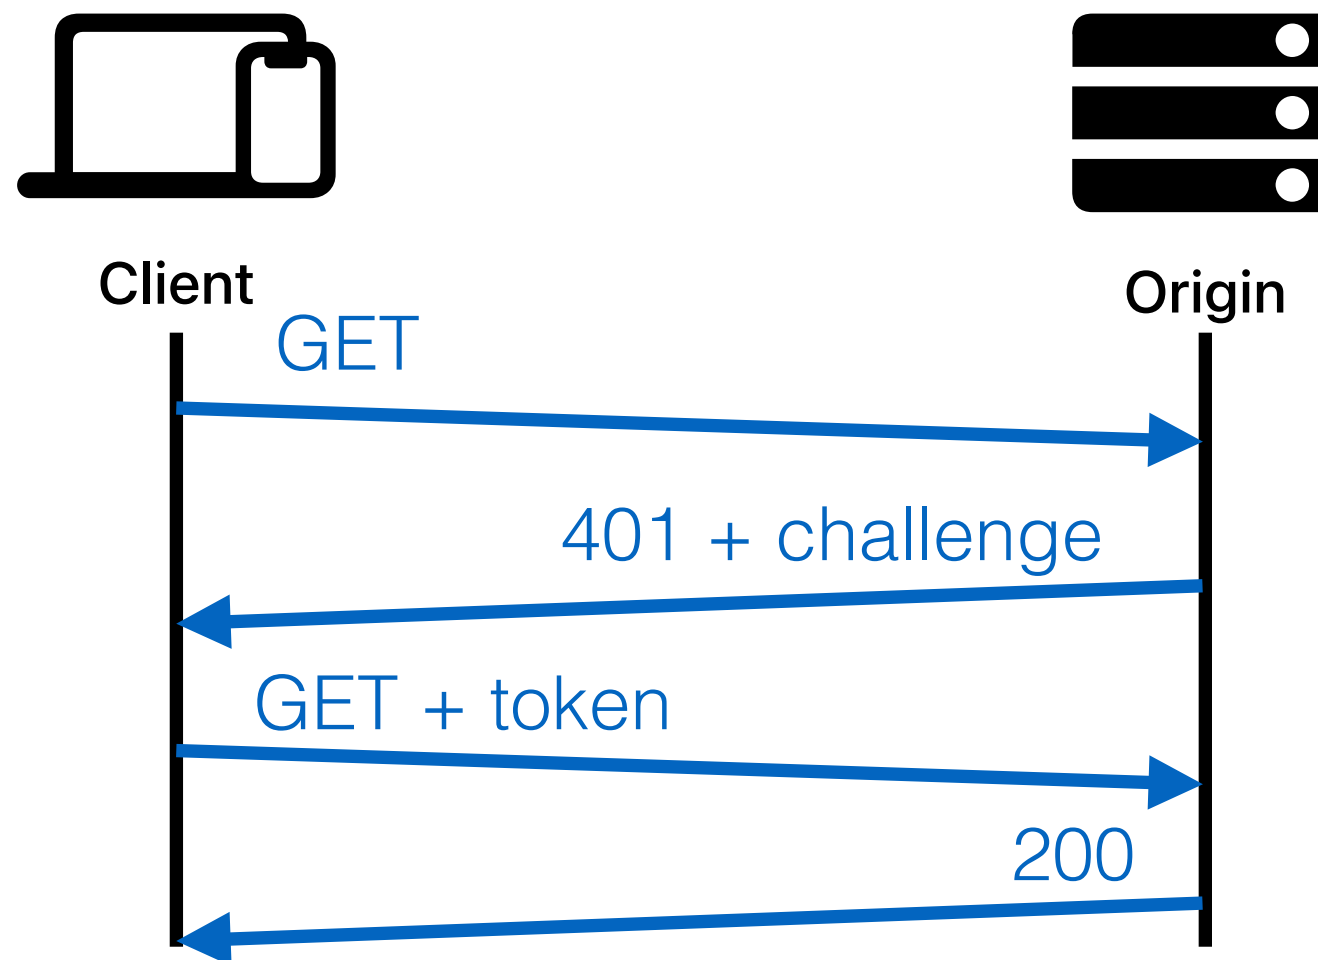 Client
Origin
GET
401 + challenge
GET + token
200